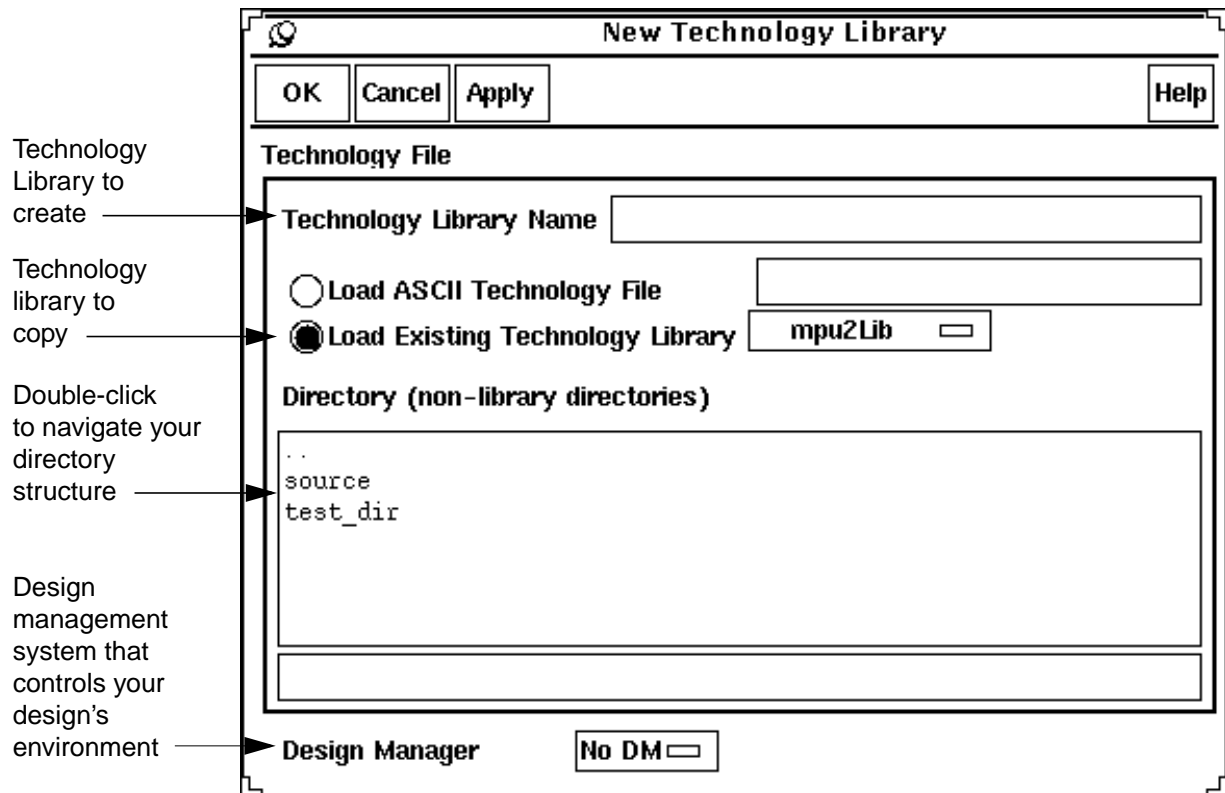 New Technology Library
OK Cancel Apply Help
Technology File
Technology
Library to
create
Technology Library Name
Technology
library to
copy
Load ASCII Technology File
Load Existing Technology Library mpu2Lib
Double-click
to navigate your
directory
structure
Directory (non-library directories)
..
source
test_dir
Design
management
system that
controls your
design's
environment
Design Manager No DM